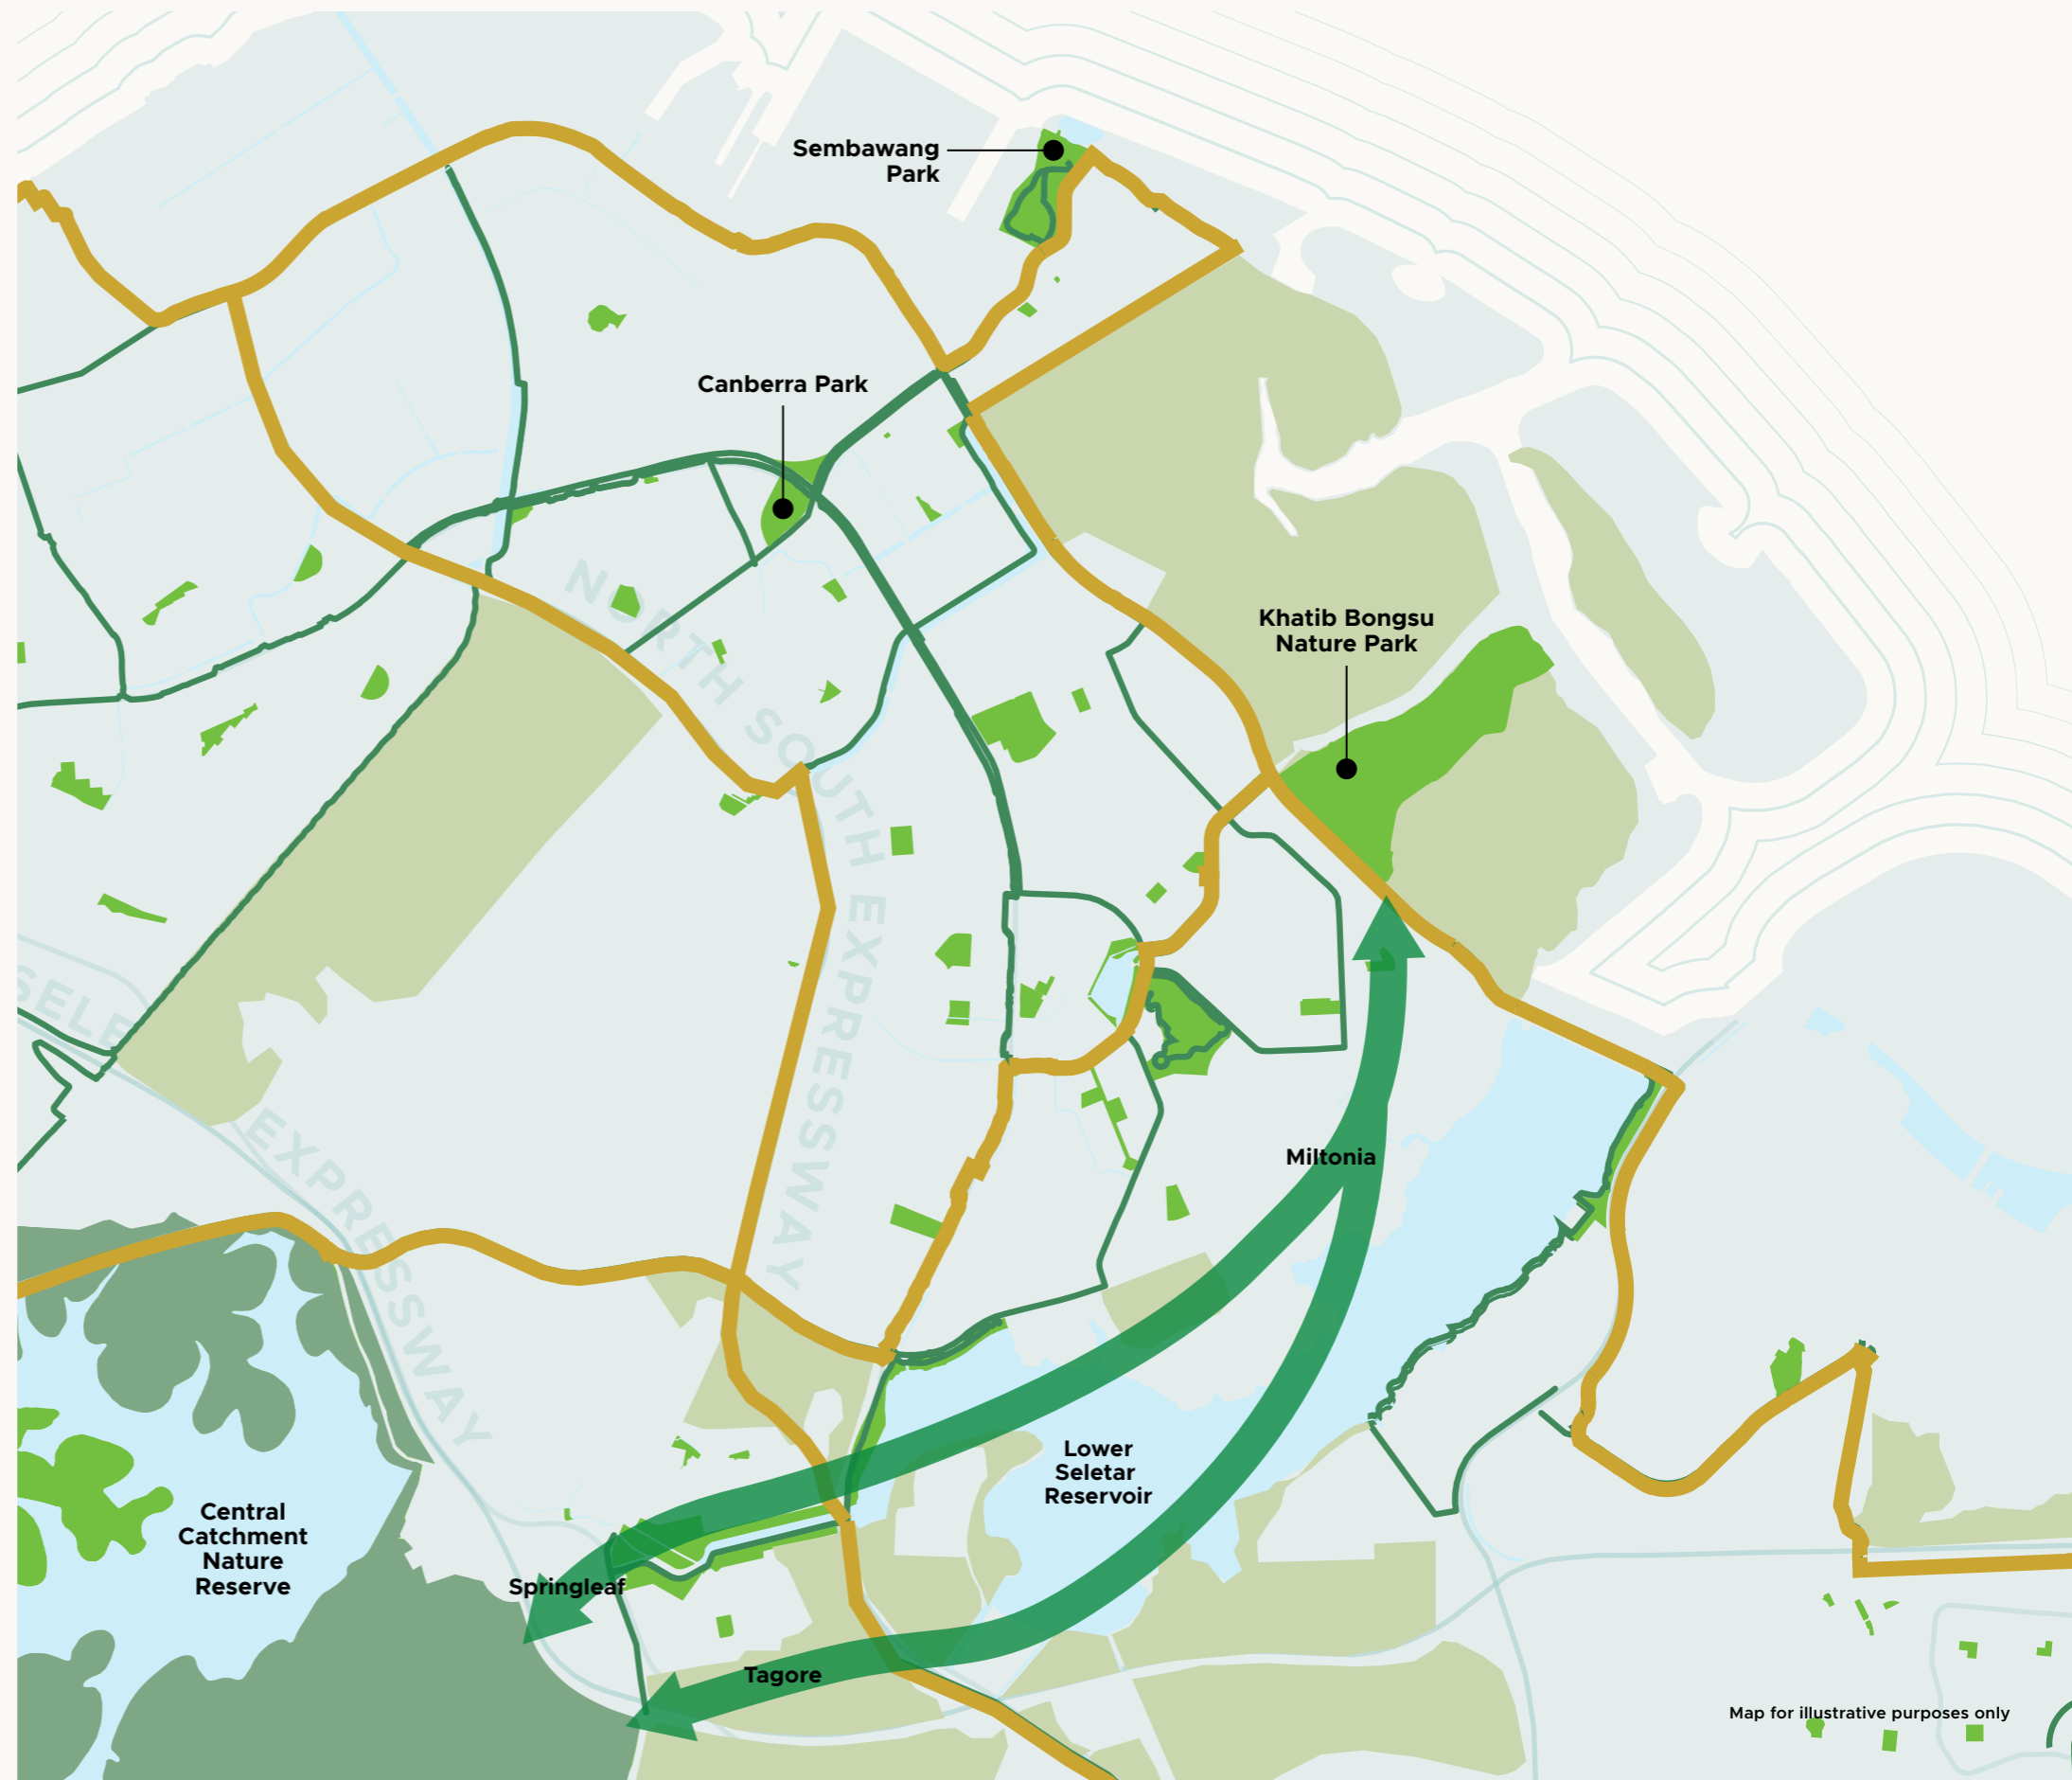 Sembawang
Park
Canberra Park
Khatib Bongsu
Nature Park
NORTH SOUTH EXPRESSWAY
SELE
EXPRESSWAY
Miltonia
Lower
Seletar
Reservoir
Central
Catchment
Nature
Reserve
Springleaf
Tagore
Map for illustrative purposes only